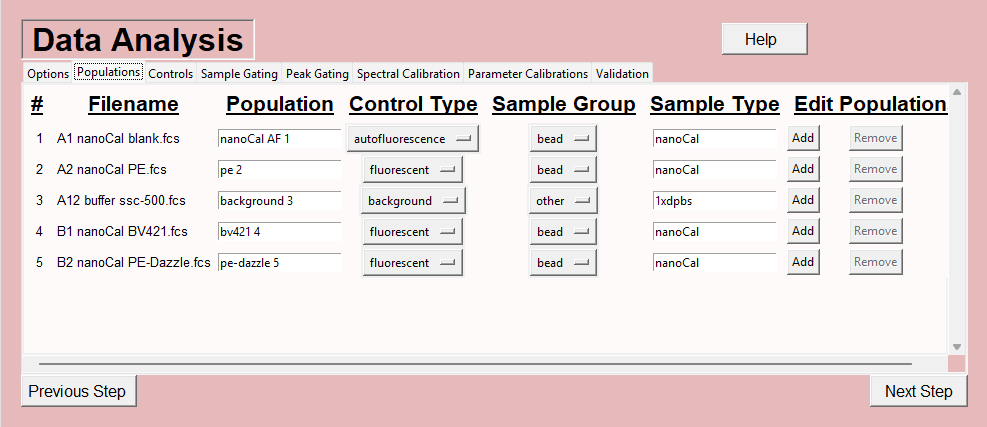 Data Analysis
Help
Options Populations Controls Sample Gating Peak Gating Spectral Calibration Parameter Calibrations Validation
# Filename Population Control Type Sample Group Sample Type Edit Population
1 A1 nanoCal blank.fcs nanoCal AF 1 autofluorescence bead nanoCal Add Remove
2 A2 nanoCal PE.fcs pe 2 fluorescent bead nanoCal Add Remove
3 A12 buffer ssc-500.fcs background 3 background other 1xdpbs Add Remove
4 B1 nanoCal BV421.fcs bv421 4 fluorescent bead nanoCal Add Remove
5 B2 nanoCal PE-Dazzle.fcs pe-dazzle 5 fluorescent bead nanoCal Add Remove
Previous Step Next Step